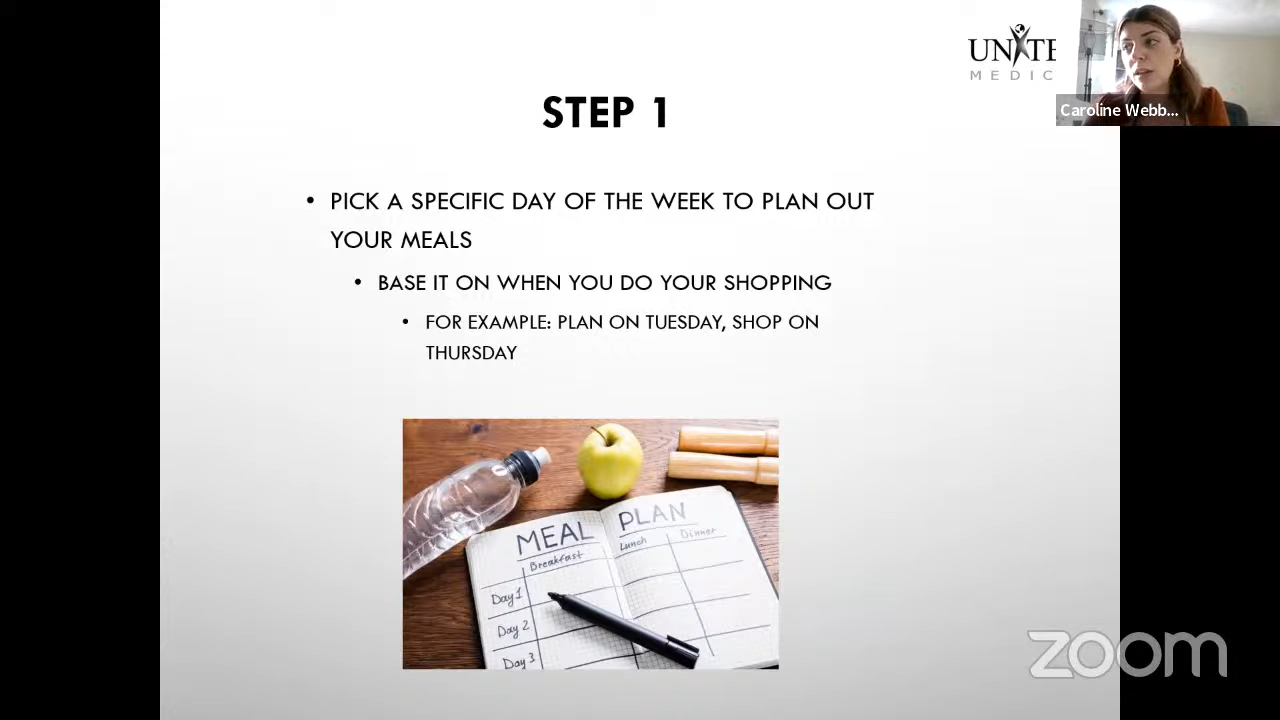 UNITE
MEDIC
Caroline Webb...
STEP 1
• PICK A SPECIFIC DAY OF THE WEEK TO PLAN OUT
YOUR MEALS
• BASE IT ON WHEN YOU DO YOUR SHOPPING
• FOR EXAMPLE: PLAN ON TUESDAY, SHOP ON
THURSDAY
MEAL PLAN
Breakfast Lunch Dinner
Day 1
Day 2
Day 3
zoom